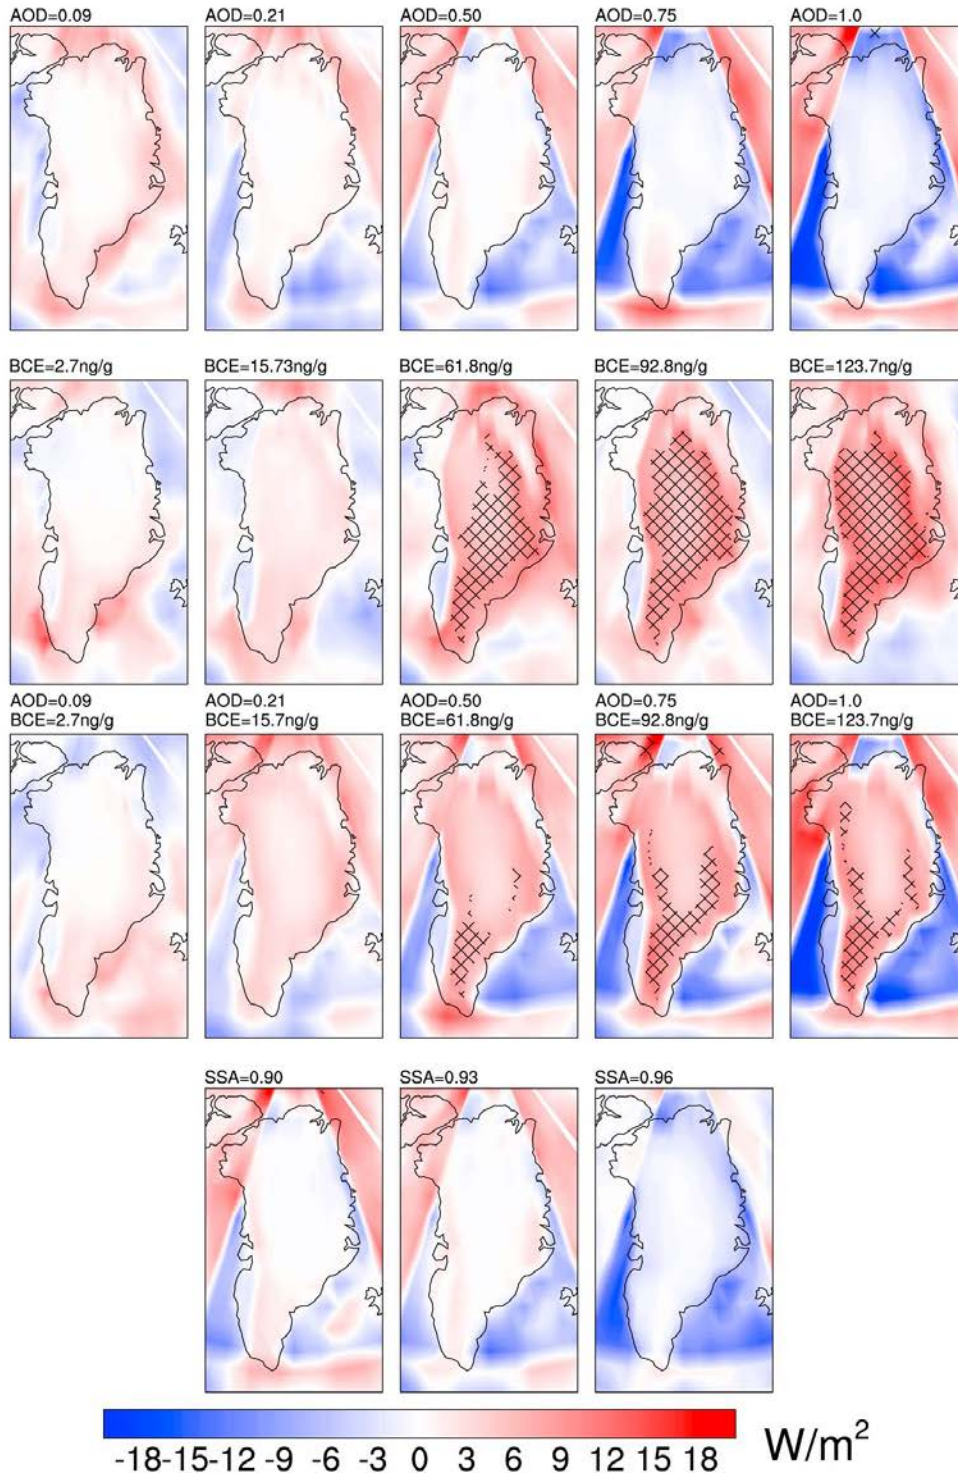 AOD=0.09 AOD=0.21 AOD=0.50 AOD=0.75 AOD=1.0
BCE=2.7ng/g BCE=15.73ng/g BCE=61.8ng/g BCE=92.8ng/g BCE=123.7ng/g
AOD=0.09 AOD=0.21 AOD=0.50 AOD=0.75 AOD=1.0
BCE=2.7ng/g BCE=15.7ng/g BCE=61.8ng/g BCE=92.8ng/g BCE=123.7ng/g
SSA=0.90 SSA=0.93 SSA=0.96
-18 -15 -12 -9 -6 -3 0 3 6 9 12 15 18 W/m²